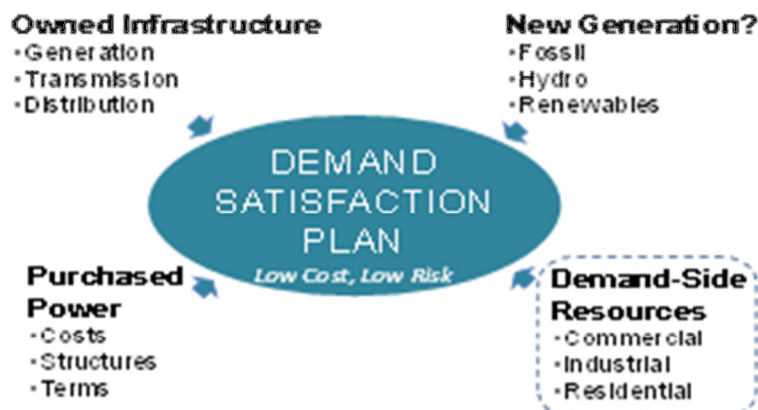 Owned Infrastructure
•Generation
•Transmission
•Distribution
New Generation?
•Fossil
•Hydro
•Renewables
DEMAND
SATISFACTION
PLAN
Low Cost, Low Risk
Purchased
Power
•Costs
•Structures
•Terms
Demand-Side
Resources
•Commercial
•Industrial
•Residential